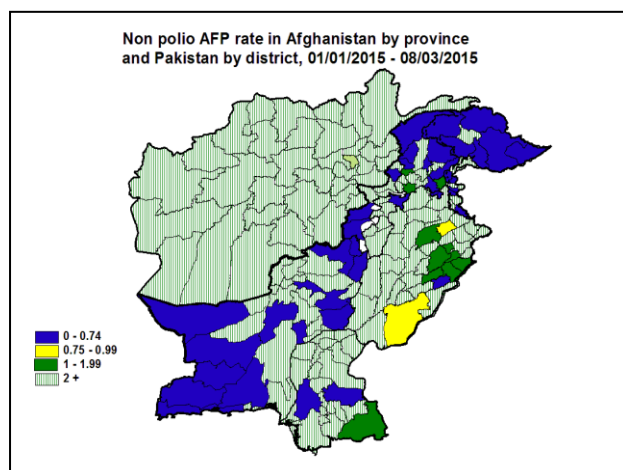 Non polio AFP rate in Afghanistan by province
and Pakistan by district, 01/01/2015 - 08/03/2015
0 - 0.74
0.75 - 0.99
1 - 1.99
2 +